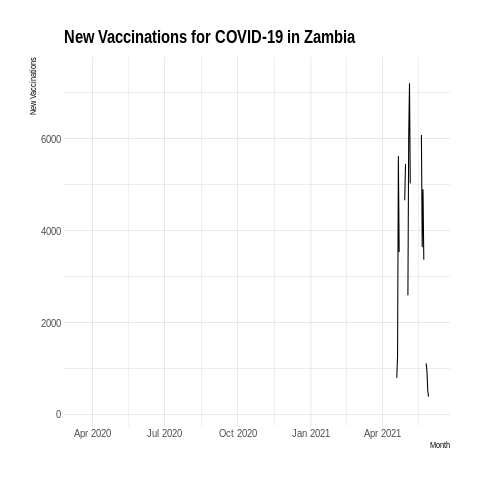 New Vaccinations for COVID-19 in Zambia
New Vaccinations
6000
4000
2000
0
Apr 2020 Jul 2020 Oct 2020 Jan 2021 Apr 2021
Month